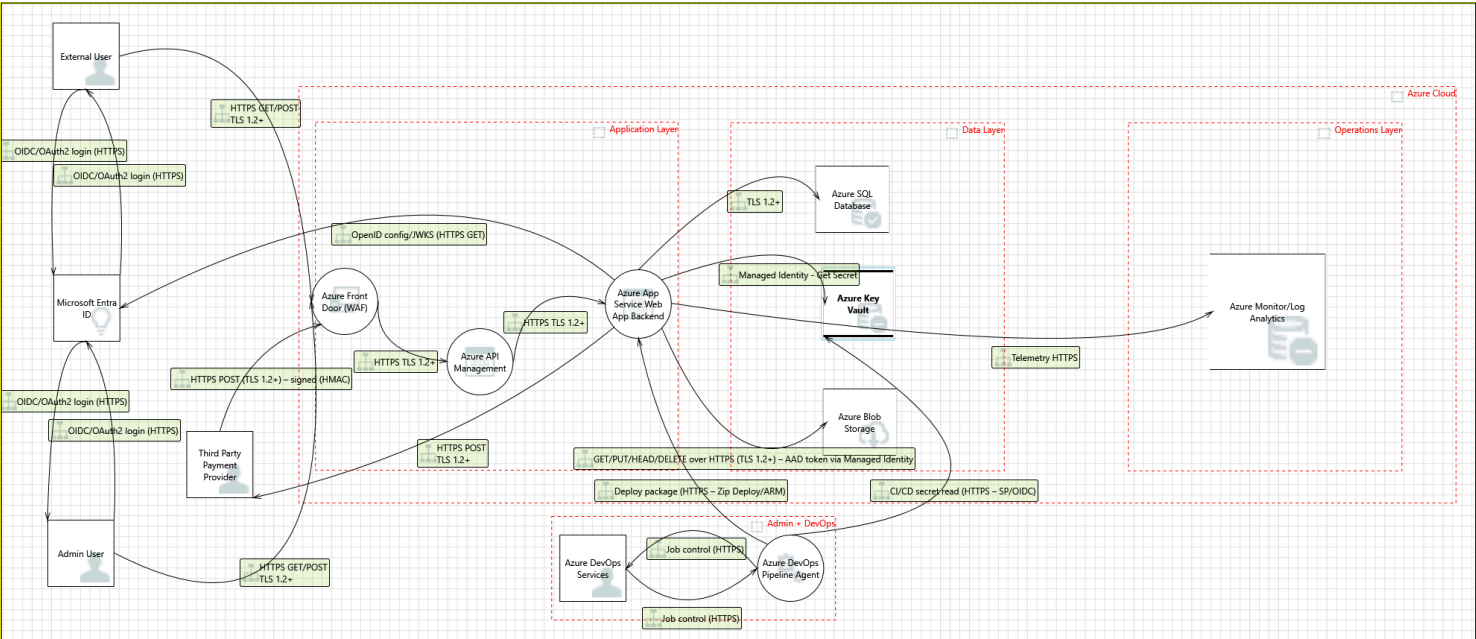 External User
Azure Cloud
HTTPS GET/POST
TLS 1.2+
Application Layer
Data Layer
Operations Layer
OIDC/OAuth2 login (HTTPS)
OIDC/OAuth2 login (HTTPS)
Azure SQL
Database
TLS 1.2+
OpenID config/JWKS (HTTPS GET)
Managed Identity - Get Secret
Microsoft Entra
ID
Azure Front
Door (WAF)
Azure App
Service Web
App Backend
Azure Key
Vault
Azure Monitor/Log
Analytics
HTTPS TLS 1.2+
HTTPS TLS 1.2+
Azure API
Management
Telemetry HTTPS
HTTPS POST (TLS 1.2+) – signed (HMAC)
OIDC/OAuth2 login (HTTPS)
OIDC/OAuth2 login (HTTPS)
Azure Blob
Storage
Third Party
Payment
Provider
HTTPS POST
TLS 1.2+
GET/PUT/HEAD/DELETE over HTTPS (TLS 1.2+) – AAD token via Managed Identity
Deploy package (HTTPS – Zip Deploy/ARM)
CI/CD secret read (HTTPS – SP/OIDC)
Admin + DevOps
Admin User
HTTPS GET/POST
TLS 1.2+
Azure DevOps
Services
Job control (HTTPS)
Azure DevOps
Pipeline Agent
Job control (HTTPS)